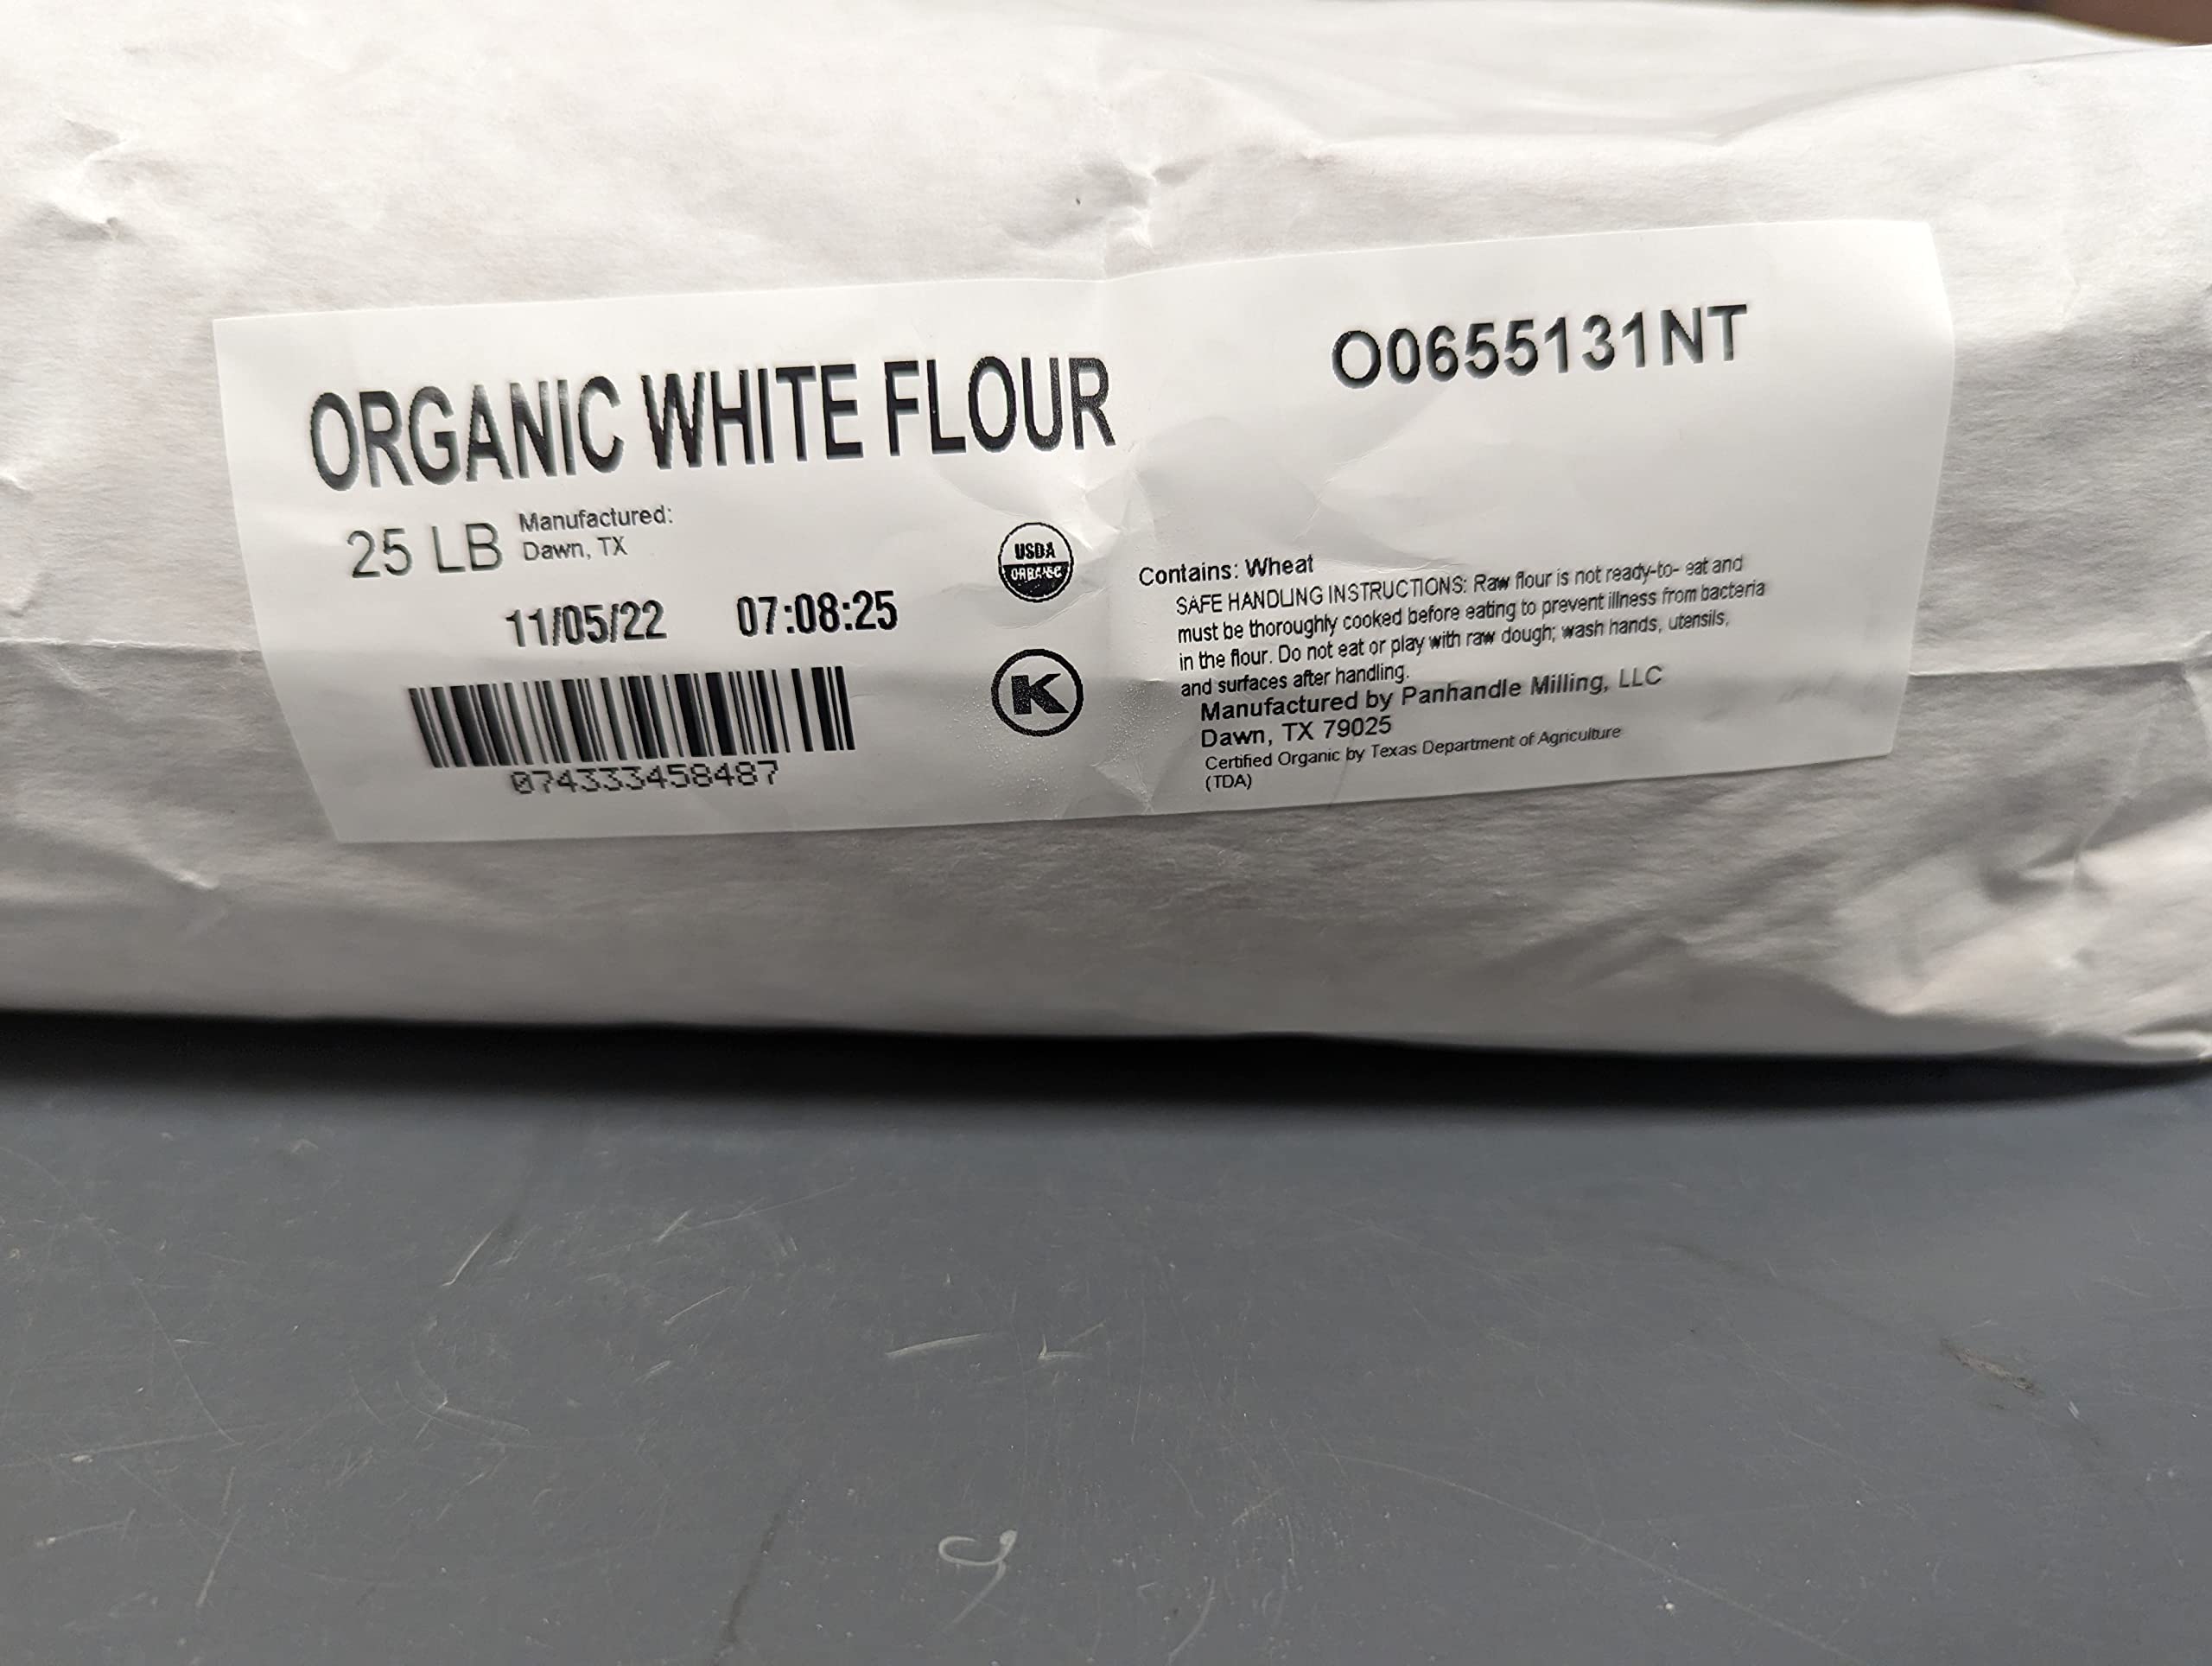 ORGANIC WHITE FLOUR
O0655131NT
25 LB
Manufactured:
Dawn, TX
11/05/22 07:08:25
074333458487
USDA
ORGANIC
K
Contains: Wheat
SAFE HANDLING INSTRUCTIONS: Raw flour is not ready-to- eat and
must be thoroughly cooked before eating to prevent illness from bacteria
in the flour. Do not eat or play with raw dough; wash hands, utensils,
and surfaces after handling.
Manufactured by Panhandle Milling, LLC
Dawn, TX 79025
Certified Organic by Texas Department of Agriculture
(TDA)